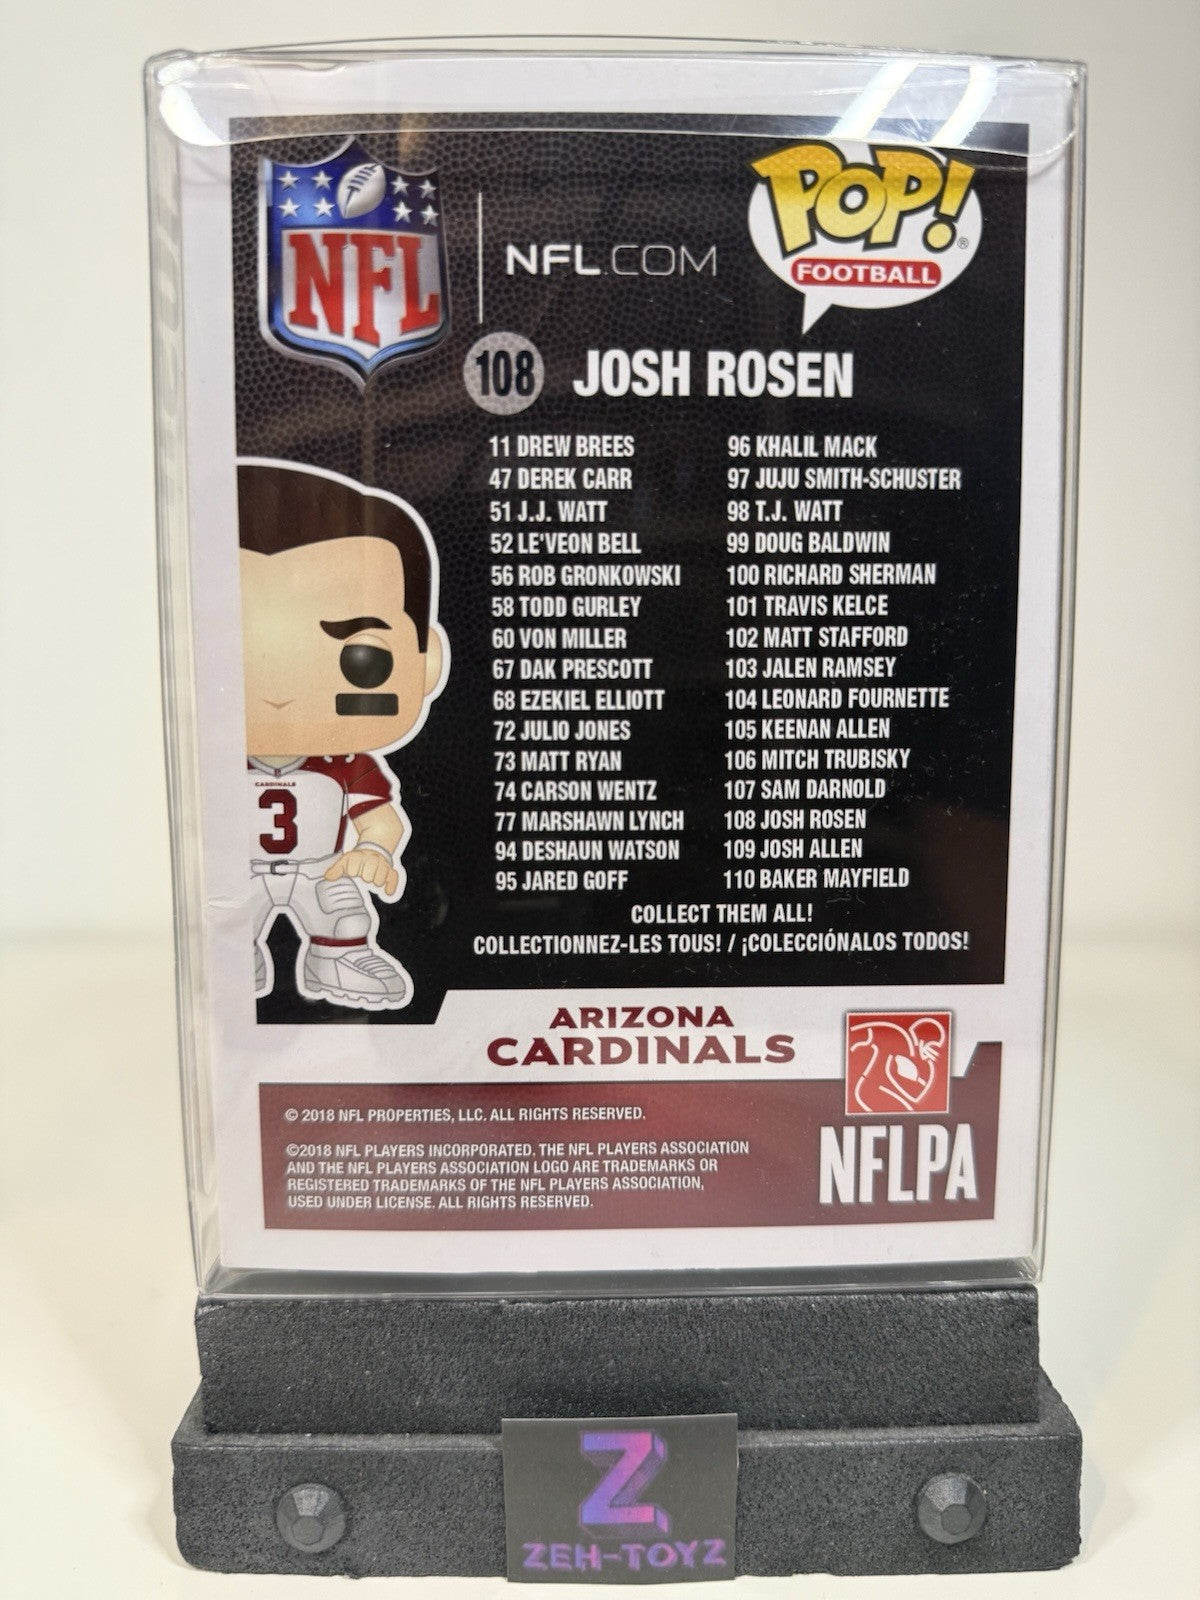 NFL
NFL.COM
POP!®
FOOTBALL
108 JOSH ROSEN
11 DREW BREES
47 DEREK CARR
51 J.J. WATT
52 LE'VEON BELL
56 ROB GRONKOWSKI
58 TODD GURLEY
60 VON MILLER
67 DAK PRESCOTT
68 EZEKIEL ELLIOTT
72 JULIO JONES
73 MATT RYAN
74 CARSON WENTZ
77 MARSHAWN LYNCH
94 DESHAUN WATSON
95 JARED GOFF
96 KHALIL MACK
97 JUJU SMITH-SCHUSTER
98 T.J. WATT
99 DOUG BALDWIN
100 RICHARD SHERMAN
101 TRAVIS KELCE
102 MATT STAFFORD
103 JALEN RAMSEY
104 LEONARD FOURNETTE
105 KEENAN ALLEN
106 MITCH TRUBISKY
107 SAM DARNOLD
108 JOSH ROSEN
109 JOSH ALLEN
110 BAKER MAYFIELD
COLLECT THEM ALL!
COLLECTIONNEZ-LES TOUS! / ¡COLECCIÓNALOS TODOS!
CARDINALS
3
ARIZONA
CARDINALS
© 2018 NFL PROPERTIES, LLC. ALL RIGHTS RESERVED.
©2018 NFL PLAYERS INCORPORATED. THE NFL PLAYERS ASSOCIATION
AND THE NFL PLAYERS ASSOCIATION LOGO ARE TRADEMARKS OR
REGISTERED TRADEMARKS OF THE NFL PLAYERS ASSOCIATION,
USED UNDER LICENSE. ALL RIGHTS RESERVED.
NFLPA
Z
ZEH-TOYZ